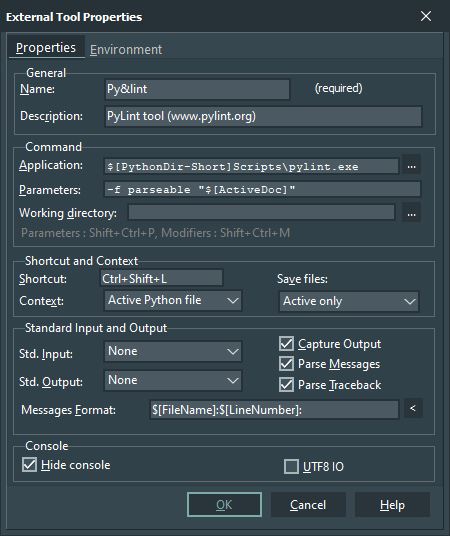 External Tool Properties
Properties Environment
General
Name: Py&lint (required)
Description: PyLint tool (www.pylint.org)
Command
Application: $[PythonDir-Short]Scripts\pylint.exe ...
Parameters: -f parseable "$[ActiveDoc]"
Working directory: ...
Parameters : Shift+Ctrl+P, Modifiers : Shift+Ctrl+M
Shortcut and Context
Shortcut: Ctrl+Shift+L Save files:
Context: Active Python file Active only
Standard Input and Output
Std. Input: None Capture Output
Parse Messages
Std. Output: None Parse Traceback
Messages Format: $[FileName]:$[LineNumber]: <
Console
Hide console UTF8 IO
OK Cancel Help